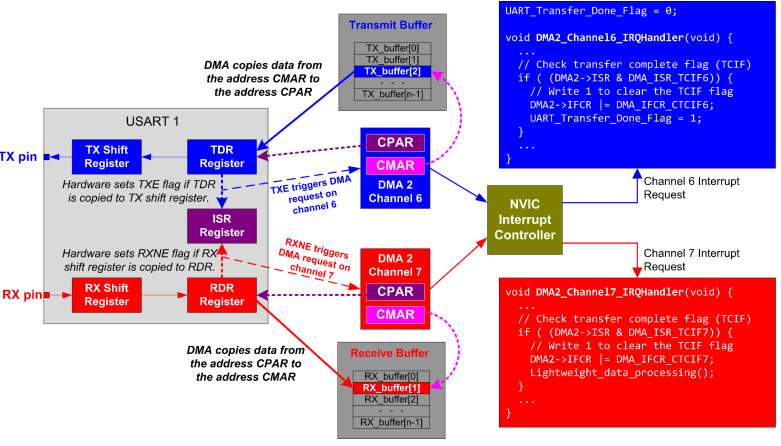 Transmit Buffer
TX_buffer[0]
TX_buffer[1]
TX_buffer[2]
- - -
TX_buffer[n-1]
DMA copies data from
the address CMAR to
the address CPAR
USART 1
TX pin
TX Shift
Register
TDR
Register
Hardware sets TXE flag if TDR
is copied to TX shift register.
ISR
Register
Hardware sets RXNE flag if RX
shift register is copied to RDR.
RX pin
RX Shift
Register
RDR
Register
CPAR
CMAR
DMA 2
Channel 6
TXE triggers DMA
request on
channel 6
RXNE triggers
DMA request on
channel 7
DMA 2
Channel 7
CPAR
CMAR
DMA copies data from
the address CPAR to
the address CMAR
Receive Buffer
RX_buffer[0]
RX_buffer[1]
RX_buffer[2]
- - -
RX_buffer[n-1]
NVIC
Interrupt
Controller
UART_Transfer_Done_Flag = 0;
void DMA2_Channel6_IRQHandler(void) {
...
// Check transfer complete flag (TCIF)
if ( (DMA2->ISR & DMA_ISR_TCIF6)) {
// Write 1 to clear the TCIF flag
DMA2->IFCR |= DMA_IFCR_CTCIF6;
UART_Transfer_Done_Flag = 1;
}
...
}
Channel 6 Interrupt
Request
Channel 7 Interrupt
Request
void DMA2_Channel7_IRQHandler(void) {
...
// Check transfer complete flag (TCIF)
if ( (DMA2->ISR & DMA_ISR_TCIF7)) {
// Write 1 to clear the TCIF flag
DMA2->IFCR |= DMA_IFCR_CTCIF7;
Lightweight_data_processing();
}
...
}